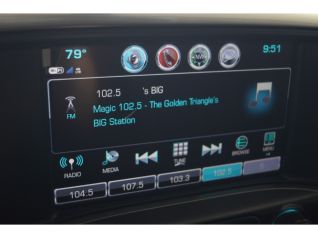 79° 9:51
102.5 's BIG
Magic 102.5 - The Golden Triangle's
BIG Station
FM
RADIO MEDIA TUNE BROWSE MENU
104.5 107.5 103.3 102.5